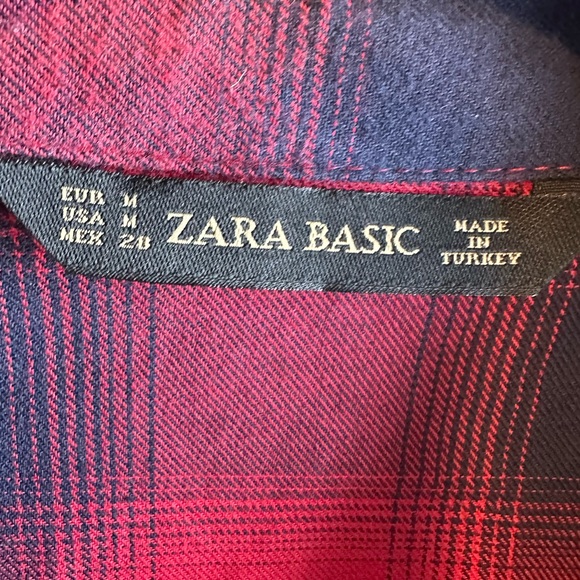 EUR M
USA M
MEX 28
ZARA BASIC
MADE
IN
TURKEY